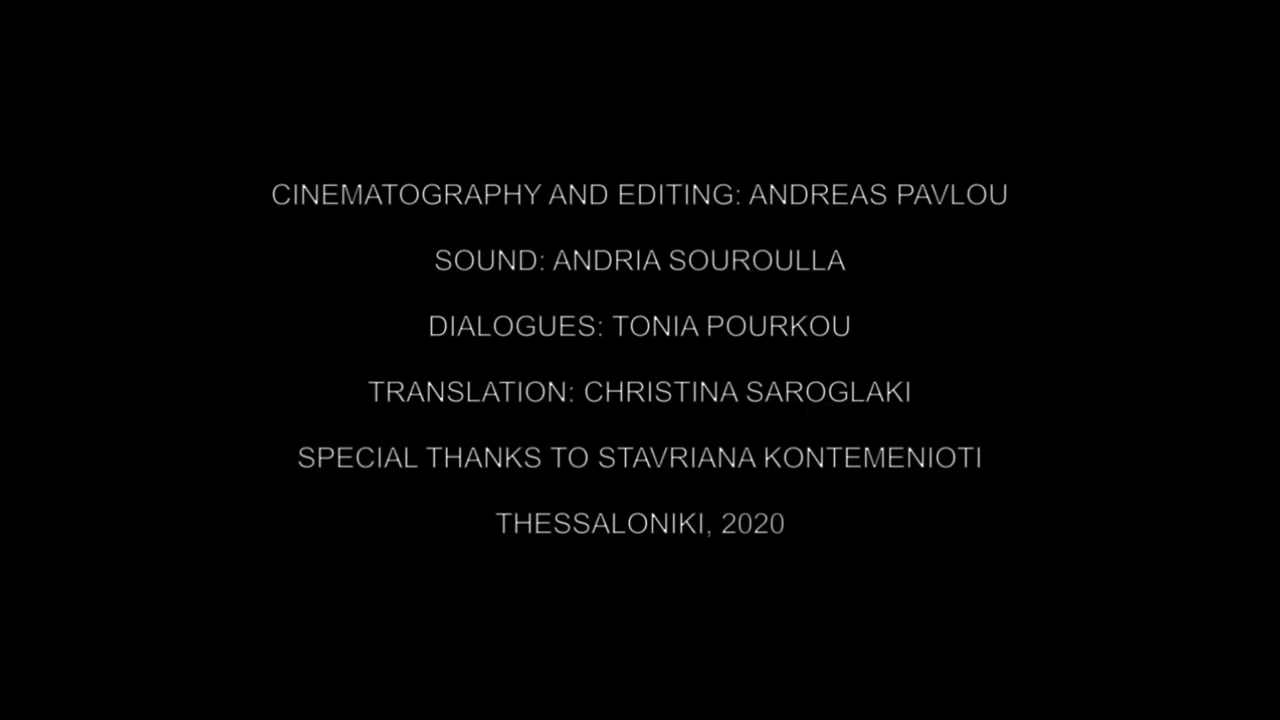 CINEMATOGRAPHY AND EDITING: ANDREAS PAVLOU
SOUND: ANDRIA SOUROULLA
DIALOGUES: TONIA POURKOU
TRANSLATION: CHRISTINA SAROGLAKI
SPECIAL THANKS TO STAVRIANA KONTEMENIOTI
THESSALONIKI, 2020